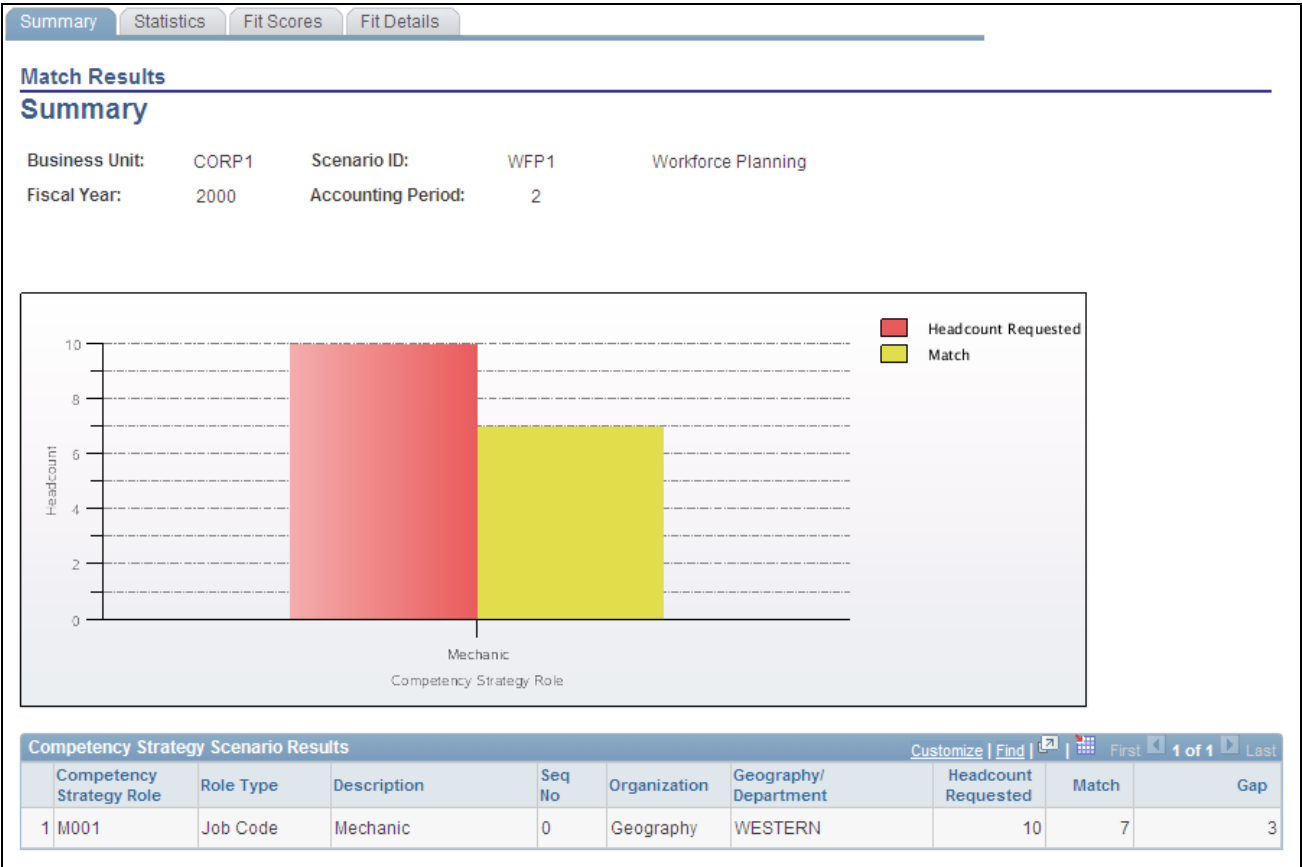 Summary Statistics Fit Scores Fit Details
Match Results
Summary
Business Unit: CORP1 Scenario ID: WFP1 Workforce Planning
Fiscal Year: 2000 Accounting Period: 2
Headcount Requested
Match
10
8
6
4
2
0
Headcount
Mechanic
Competency Strategy Role
Competency Strategy Scenario Results Customize | Find | | First 1 of 1 Last
Competency Strategy Role Role Type Description Seq No Organization Geography/ Department Headcount Requested Match Gap
1 M001 Job Code Mechanic 0 Geography WESTERN 10 7 3